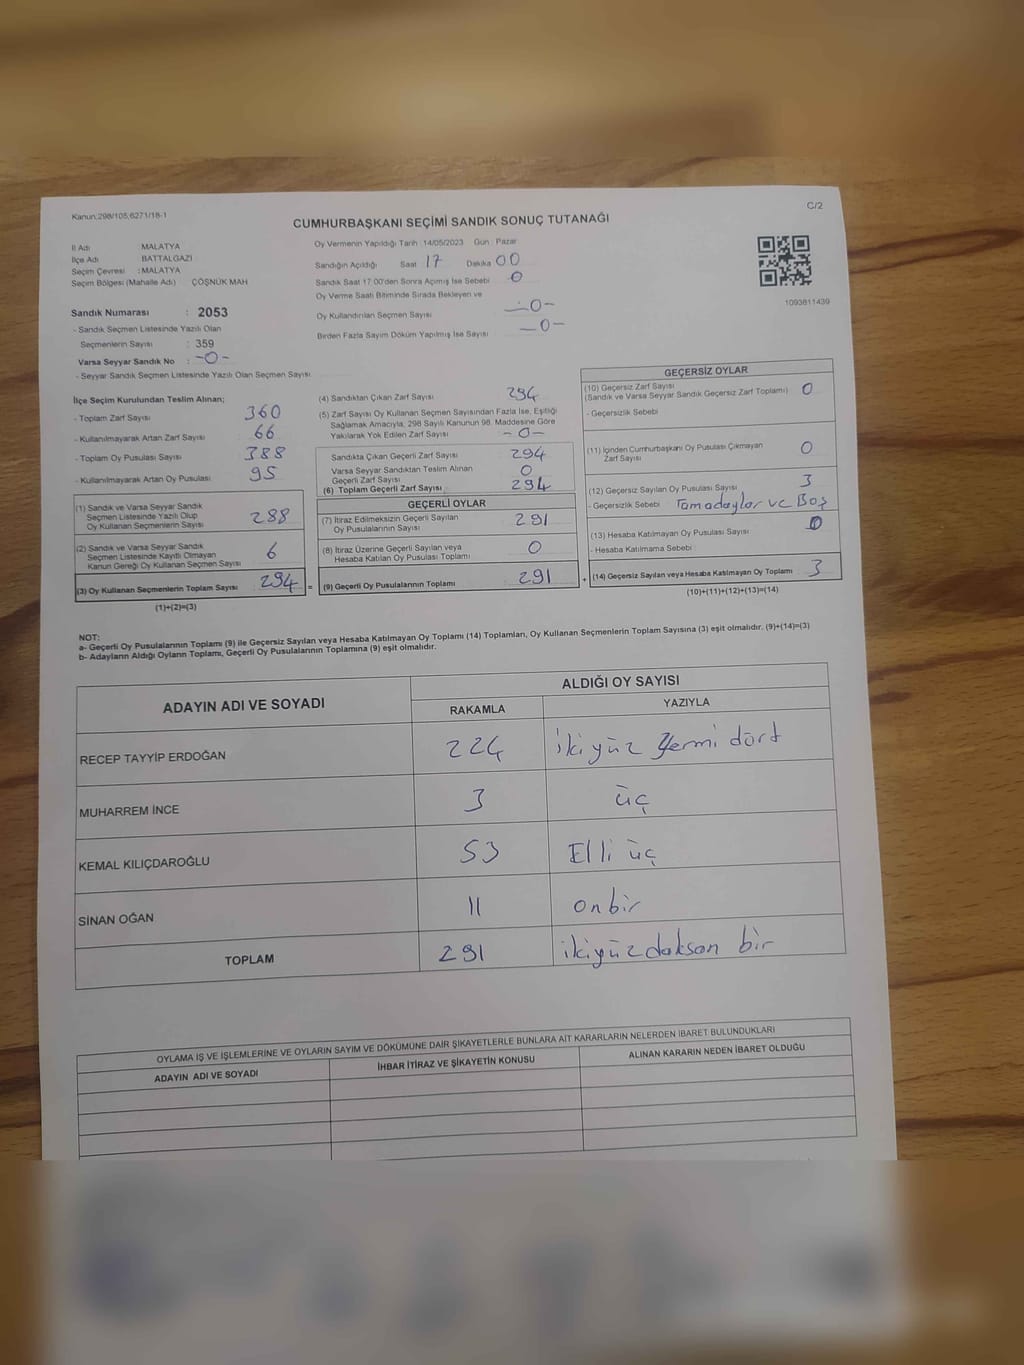 Kanun:298/105,6271/18-1
C/2
CUMHURBAŞKANI SEÇİMİ SANDIK SONUÇ TUTANAĞI
İl Adı MALATYA
İlçe Adı BATTALGAZİ
Seçim Çevresi : MALATYA
Seçim Bölgesi (Mahalle Adı) ÇÖŞNÜK MAH
Sandık Numarası : 2053
- Sandık Seçmen Listesinde Yazılı Olan
Seçmenlerin Sayısı : 359
Varsa Seyyar Sandık No : -0-
- Seyyar Sandık Seçmen Listesinde Yazılı Olan Seçmen Sayısı
Oy Vermenin Yapıldığı Tarih 14/05/2023 Gün : Pazar
Sandığın Açıldığı Saat 17 Dakika 00
Sandık Saat 17:00'den Sonra Açılmış İse Sebebi 0
Oy Verme Saati Bitiminde Sırada Bekleyen ve
Oy Kullandırılan Seçmen Sayısı -0-
Birden Fazla Sayım Döküm Yapılmış İse Sayısı -0-
1093811439
İlçe Seçim Kurulundan Teslim Alınan;
- Toplam Zarf Sayısı 360
- Kullanılmayarak Artan Zarf Sayısı 66
- Toplam Oy Pusulası Sayısı 388
- Kullanılmayarak Artan Oy Pusulası 95
(1) Sandık ve Varsa Seyyar Sandık
Seçmen Listesinde Yazılı Olup
Oy Kullanan Seçmenlerin Sayısı 288
(2) Sandık ve Varsa Seyyar Sandık
Seçmen Listesinde Kayıtlı Olmayan
Kanun Gereği Oy Kullanan Seçmen Sayısı 6
(3) Oy Kullanan Seçmenlerin Toplam Sayısı 294 =
(1)+(2)=(3)
(4) Sandıktan Çıkan Zarf Sayısı 294
(5) Zarf Sayısı Oy Kullanan Seçmen Sayısından Fazla İse, Eşitliği
Sağlamak Amacıyla, 298 Sayılı Kanunun 98. Maddesine Göre
Yakılarak Yok Edilen Zarf Sayısı -0-
Sandıkta Çıkan Geçerli Zarf Sayısı 294
Varsa Seyyar Sandıktan Teslim Alınan
Geçerli Zarf Sayısı 0
(6) Toplam Geçerli Zarf Sayısı 294
GEÇERLİ OYLAR
(7) İtiraz Edilmeksizin Geçerli Sayılan
Oy Pusulalarının Sayısı 291
(8) İtiraz Üzerine Geçerli Sayılan veya
Hesaba Katılan Oy Pusulası Toplamı 0
(9) Geçerli Oy Pusulalarının Toplamı 291 +
GEÇERSİZ OYLAR
(10) Geçersiz Zarf Sayısı
(Sandık ve Varsa Seyyar Sandık Geçersiz Zarf Toplamı) 0
- Geçersizlik Sebebi
(11) İçinden Cumhurbaşkanı Oy Pusulası Çıkmayan
Zarf Sayısı 0
(12) Geçersiz Sayılan Oy Pusulası Sayısı 3
- Geçersizlik Sebebi Tamadaylar ve Boş
(13) Hesaba Katılmayan Oy Pusulası Sayısı 0
- Hesaba Katılmama Sebebi
(14) Geçersiz Sayılan veya Hesaba Katılmayan Oy Toplamı 3
(10)+(11)+(12)+(13)=(14)
NOT:
a- Geçerli Oy Pusulalarının Toplamı (9) ile Geçersiz Sayılan veya Hesaba Katılmayan Oy Toplamı (14) Toplamları, Oy Kullanan Seçmenlerin Toplam Sayısına (3) eşit olmalıdır. (9)+(14)=(3)
b- Adayların Aldığı Oyların Toplamı, Geçerli Oy Pusulalarının Toplamına (9) eşit olmalıdır.
ADAYIN ADI VE SOYADI ALDIĞI OY SAYISI
RAKAMLA YAZIYLA
RECEP TAYYİP ERDOĞAN 224 ikiyüz Yermi dört
MUHARREM İNCE 3 üç
KEMAL KILIÇDAROĞLU 53 Elli üç
SİNAN OĞAN 11 onbir
TOPLAM 291 ikiyüzdoksan bir
OYLAMA İŞ VE İŞLEMLERİNE VE OYLARIN SAYIM VE DÖKÜMÜNE DAİR ŞİKAYETLERLE BUNLARA AİT KARARLARIN NELERDEN İBARET BULUNDUKLARI
ADAYIN ADI VE SOYADI İHBAR İTİRAZ VE ŞİKAYETİN KONUSU ALINAN KARARIN NEDEN İBARET OLDUĞU